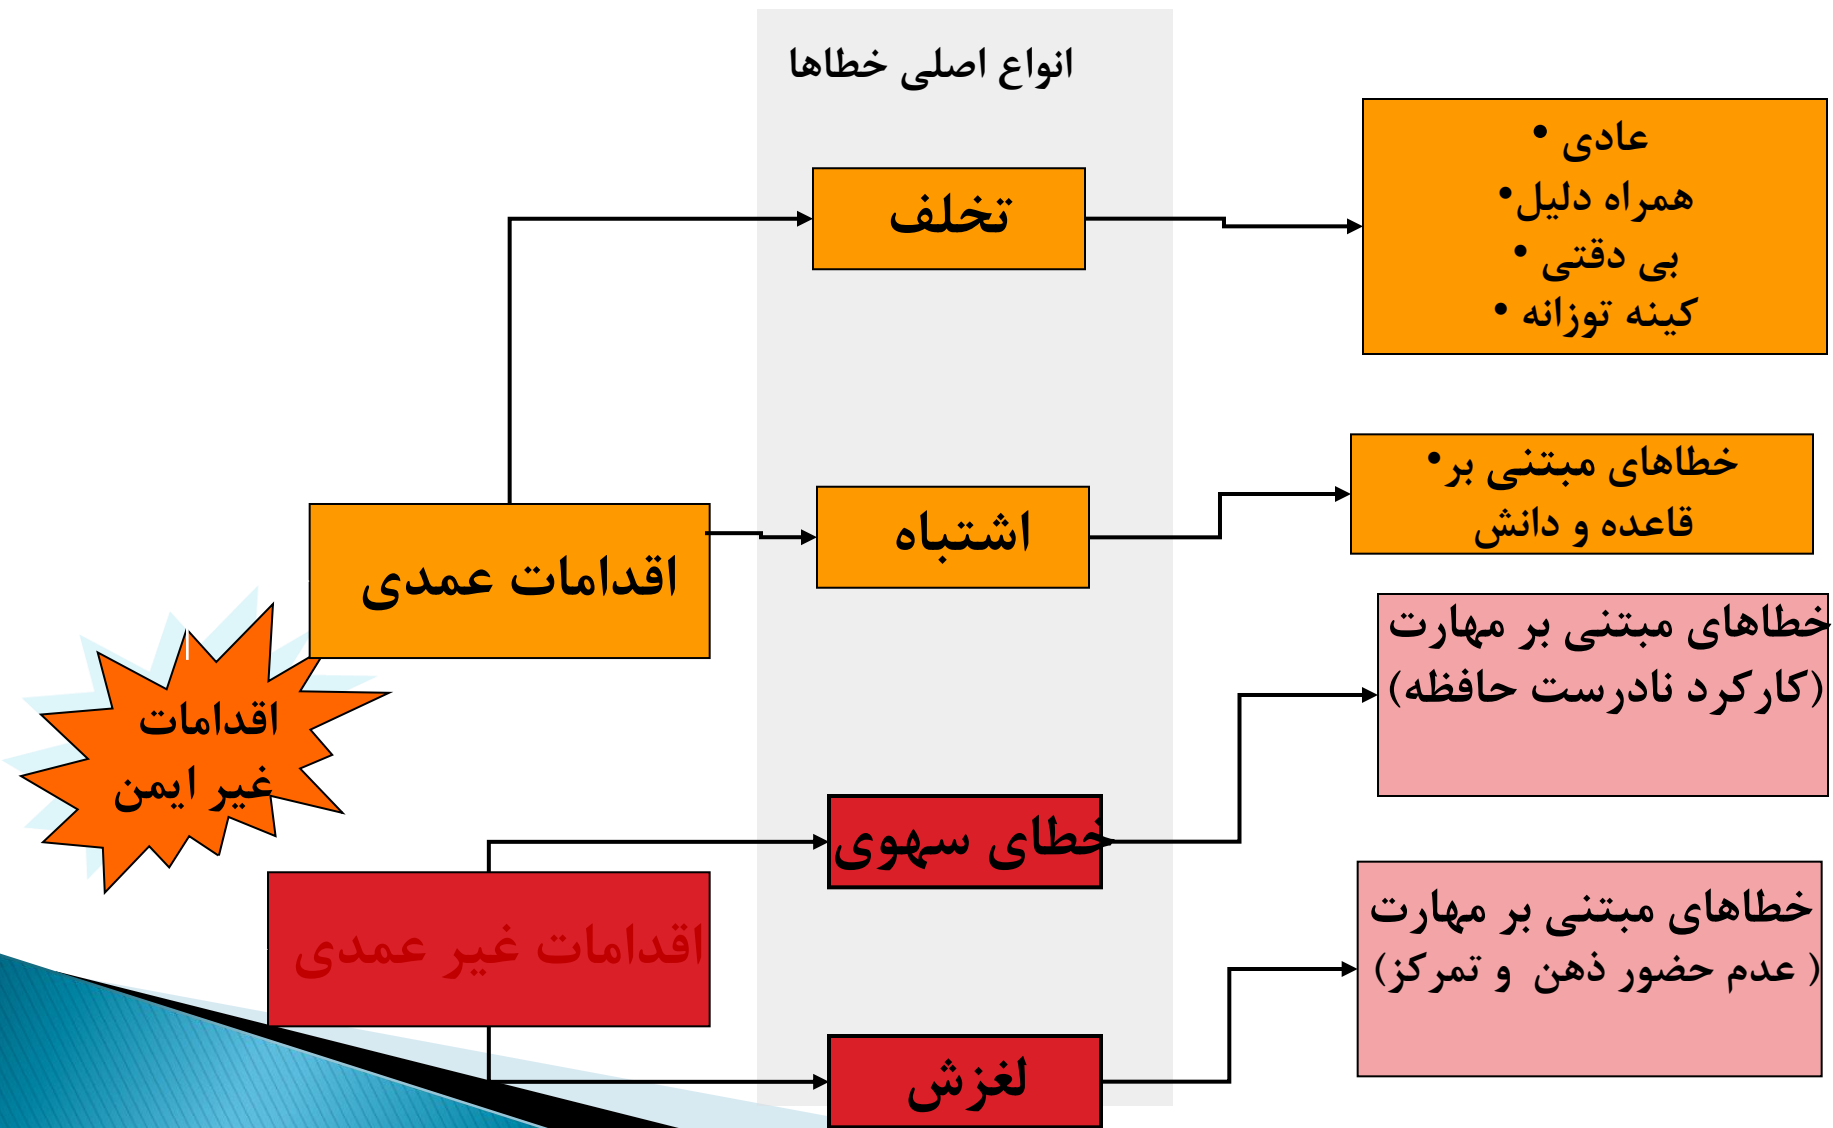 انواع اصلی خطاها
تخلف
• عادی
• همراه دلیل
• بی دقتی
• کینه توزانه
اقدامات عمدی
اشتباه
• خطاهای مبتنی بر
قاعده و دانش
اقدامات
غیر ایمن
خطاهای مبتنی بر مهارت
(کارکرد نادرست حافظه)
خطای سهوی
اقدامات غیر عمدی
خطاهای مبتنی بر مهارت
( عدم حضور ذهن و تمرکز)
لغزش